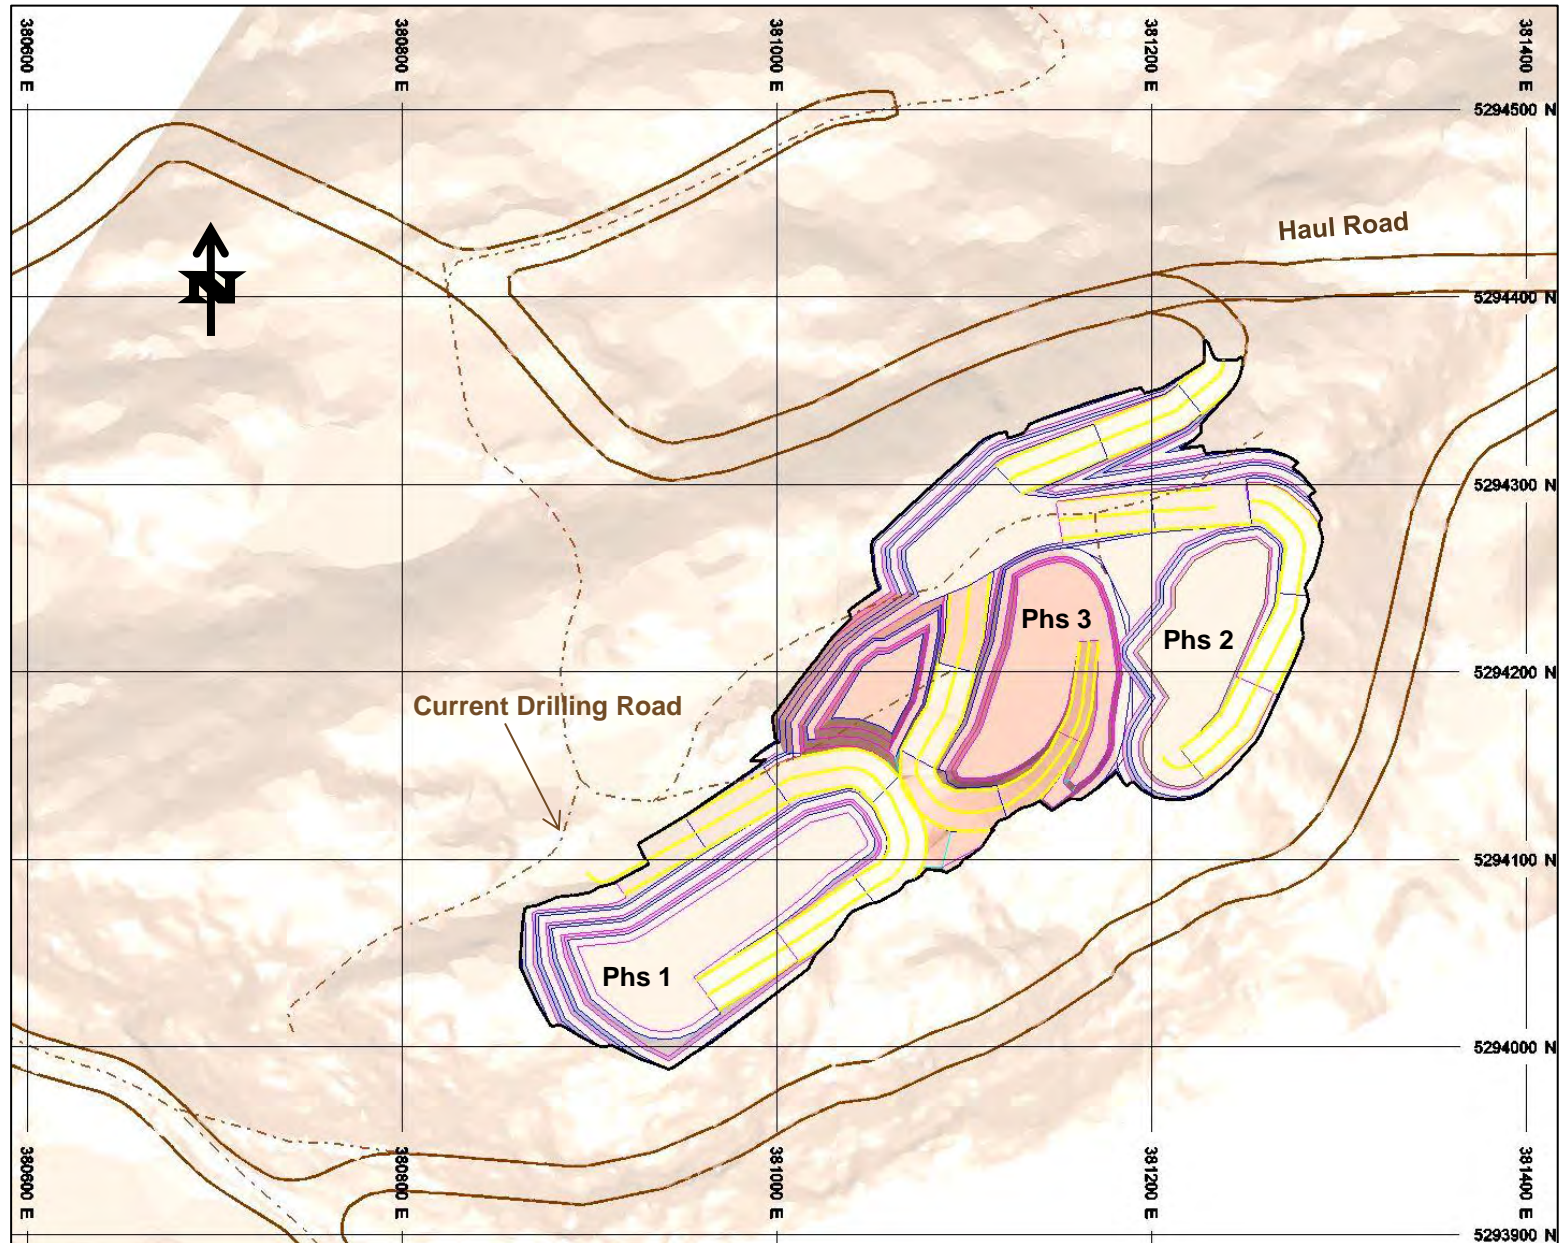 380600 E
380800 E
381000 E
381200 E
381400 E
5294500 N
Haul Road
N
5294400 N
5294300 N
Phs 3
Phs 2
5294200 N
Current Drilling Road
5294100 N
Phs 1
5294000 N
380600 E
380800 E
381000 E
381200 E
381400 E
5293900 N